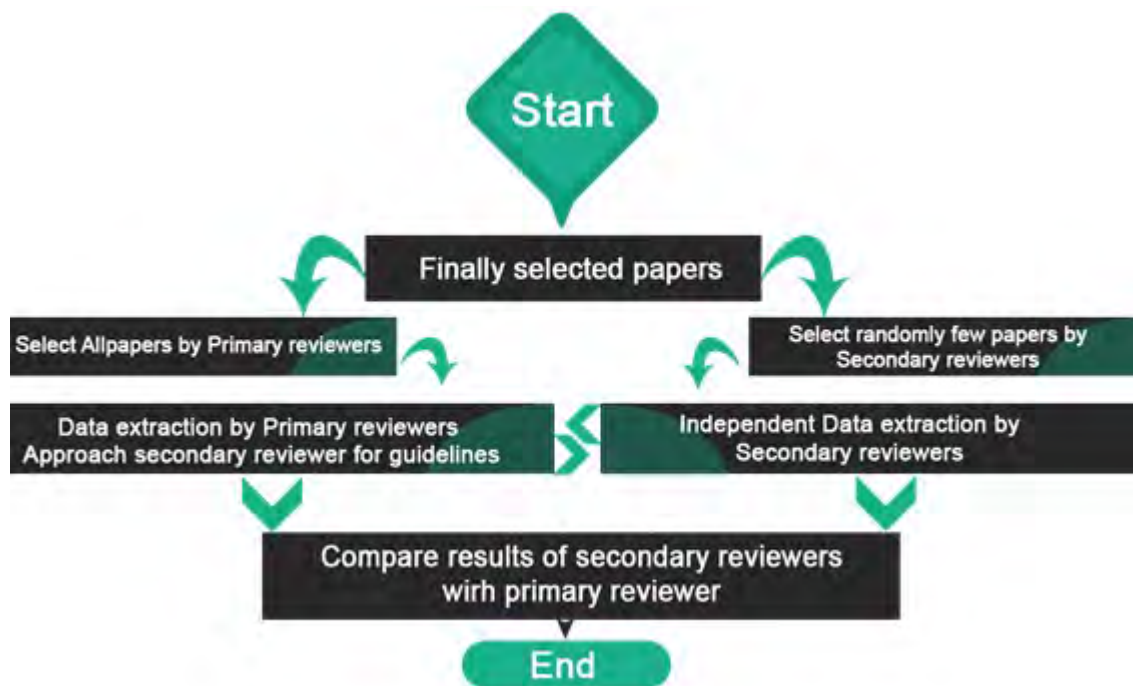 Start
Finally selected papers
Select Allpapers by Primary reviewers
Select randomly few papers by
Secondary reviewers
Data extraction by Primary reviewers
Approach secondary reviewer for guidelines
Independent Data extraction by
Secondary reviewers
Compare results of secondary reviewers
wirh primary reviewer
End